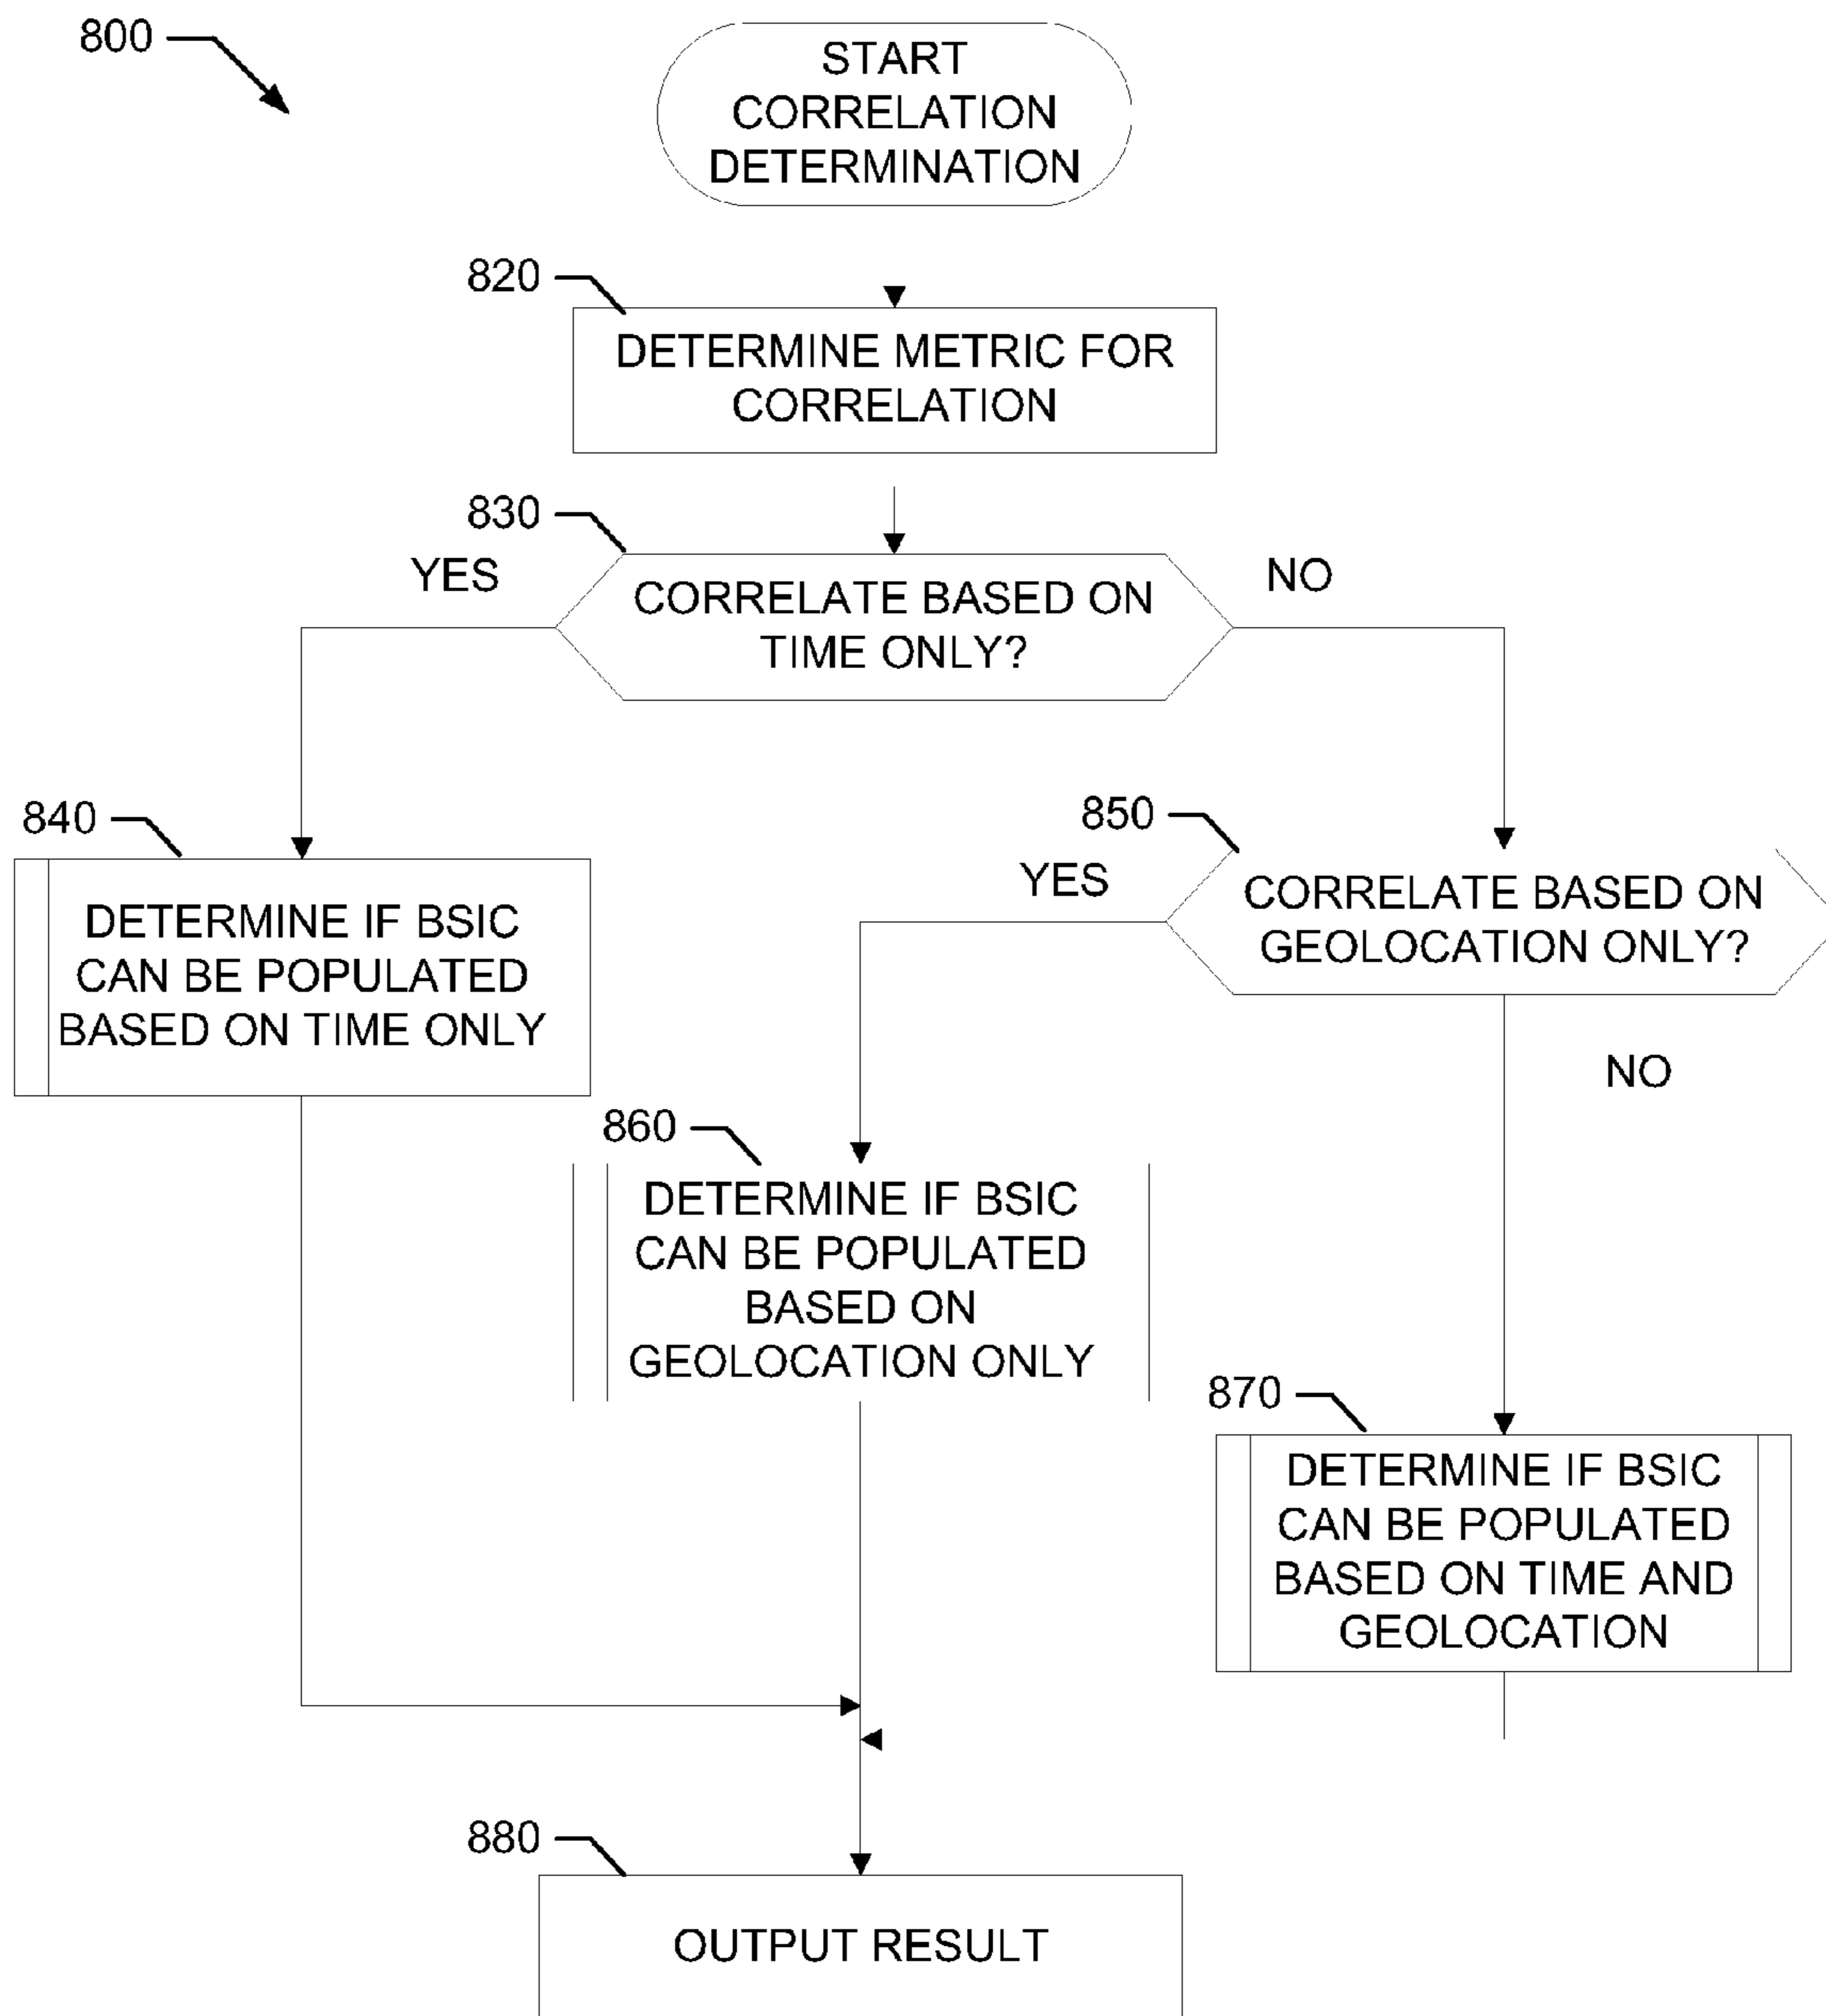 800
START
CORRELATION
DETERMINATION
820
DETERMINE METRIC FOR
CORRELATION
830
YES
NO
CORRELATE BASED ON
TIME ONLY?
840
850
YES
CORRELATE BASED ON
GEOLOCATION ONLY?
DETERMINE IF BSIC
CAN BE POPULATED
BASED ON TIME ONLY
NO
860
DETERMINE IF BSIC
CAN BE POPULATED
BASED ON
GEOLOCATION ONLY
870
DETERMINE IF BSIC
CAN BE POPULATED
BASED ON TIME AND
GEOLOCATION
880
OUTPUT RESULT